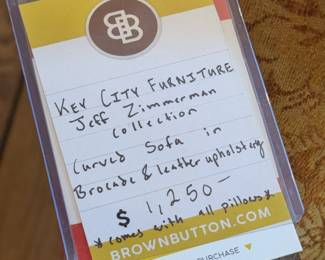 KEY CITY FURNITURE
Jeff Zimmerman
Collection
Curved Sofa in
Brocade & leather upholstery
$ 1,250-
*comes with all pillows*
BROWNBUTTON.COM
PURCHASE